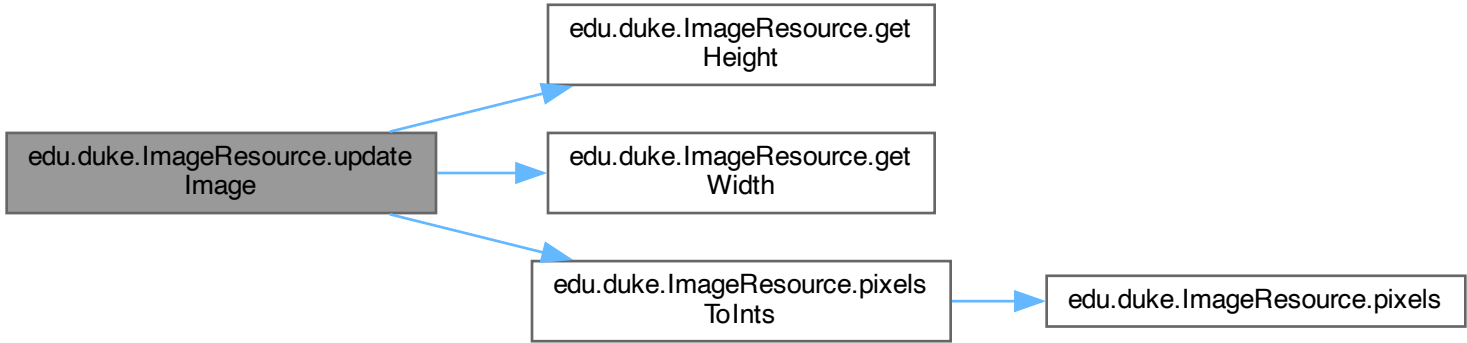 edu.duke.ImageResource.get
Height
edu.duke.ImageResource.update
Image
edu.duke.ImageResource.get
Width
edu.duke.ImageResource.pixels
ToInts
edu.duke.ImageResource.pixels